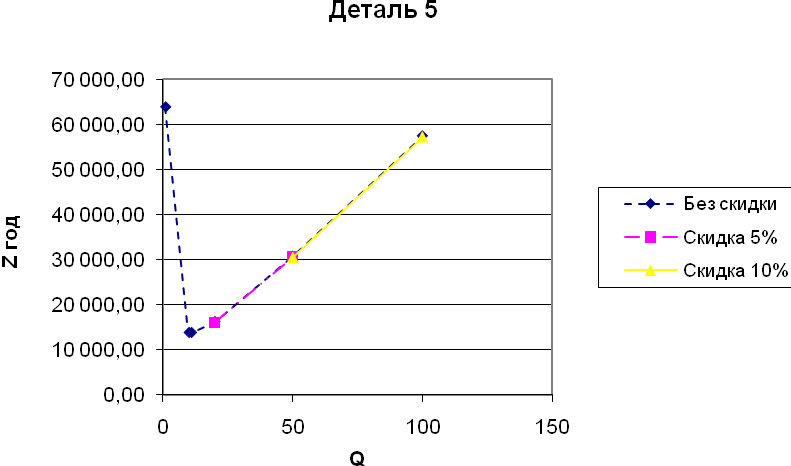 Деталь 5
70 000,00
60 000,00
50 000,00
40 000,00
30 000,00
20 000,00
10 000,00
0,00
Z год
0 50 100 150
Q
Без скидки
Скидка 5%
Скидка 10%